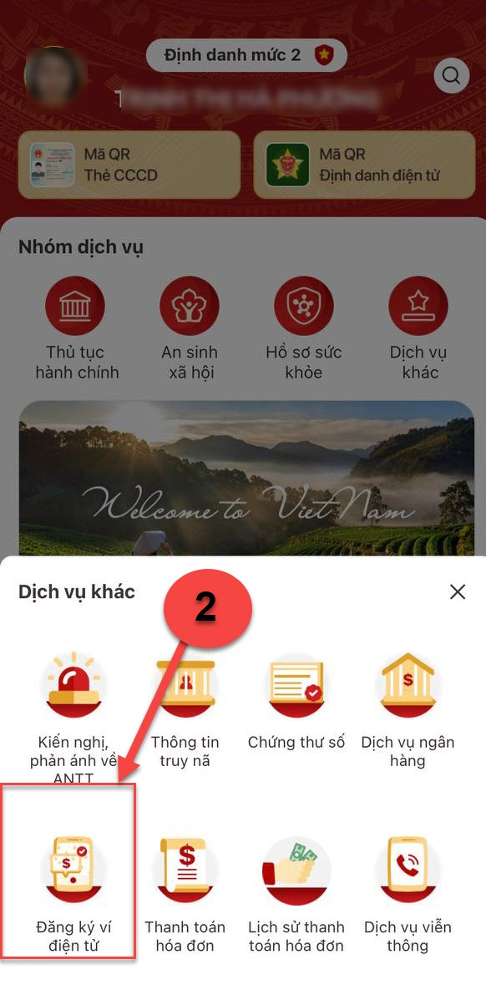 Định danh mức 2
Mã QR
Thẻ CCCD
Mã QR
Định danh điện tử
Nhóm dịch vụ
Thủ tục
hành chính
An sinh
xã hội
Hồ sơ sức
khỏe
Dịch vụ
khác
Welcome to Viet Nam
Dịch vụ khác
2
Kiến nghị,
phản ánh về
ANTT
Thông tin
truy nã
Chứng thư số
Dịch vụ ngân
hàng
Đăng ký ví
điện tử
Thanh toán
hóa đơn
Lịch sử thanh
toán hóa đơn
Dịch vụ viễn
thông